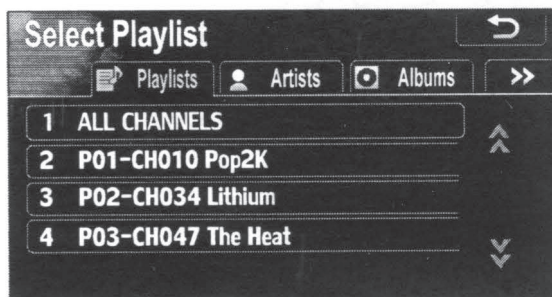 Select Playlist
Playlists Artists Albums >>
1 ALL CHANNELS
2 P01-CH010 Pop2K
3 P02-CH034 Lithium
4 P03-CH047 The Heat